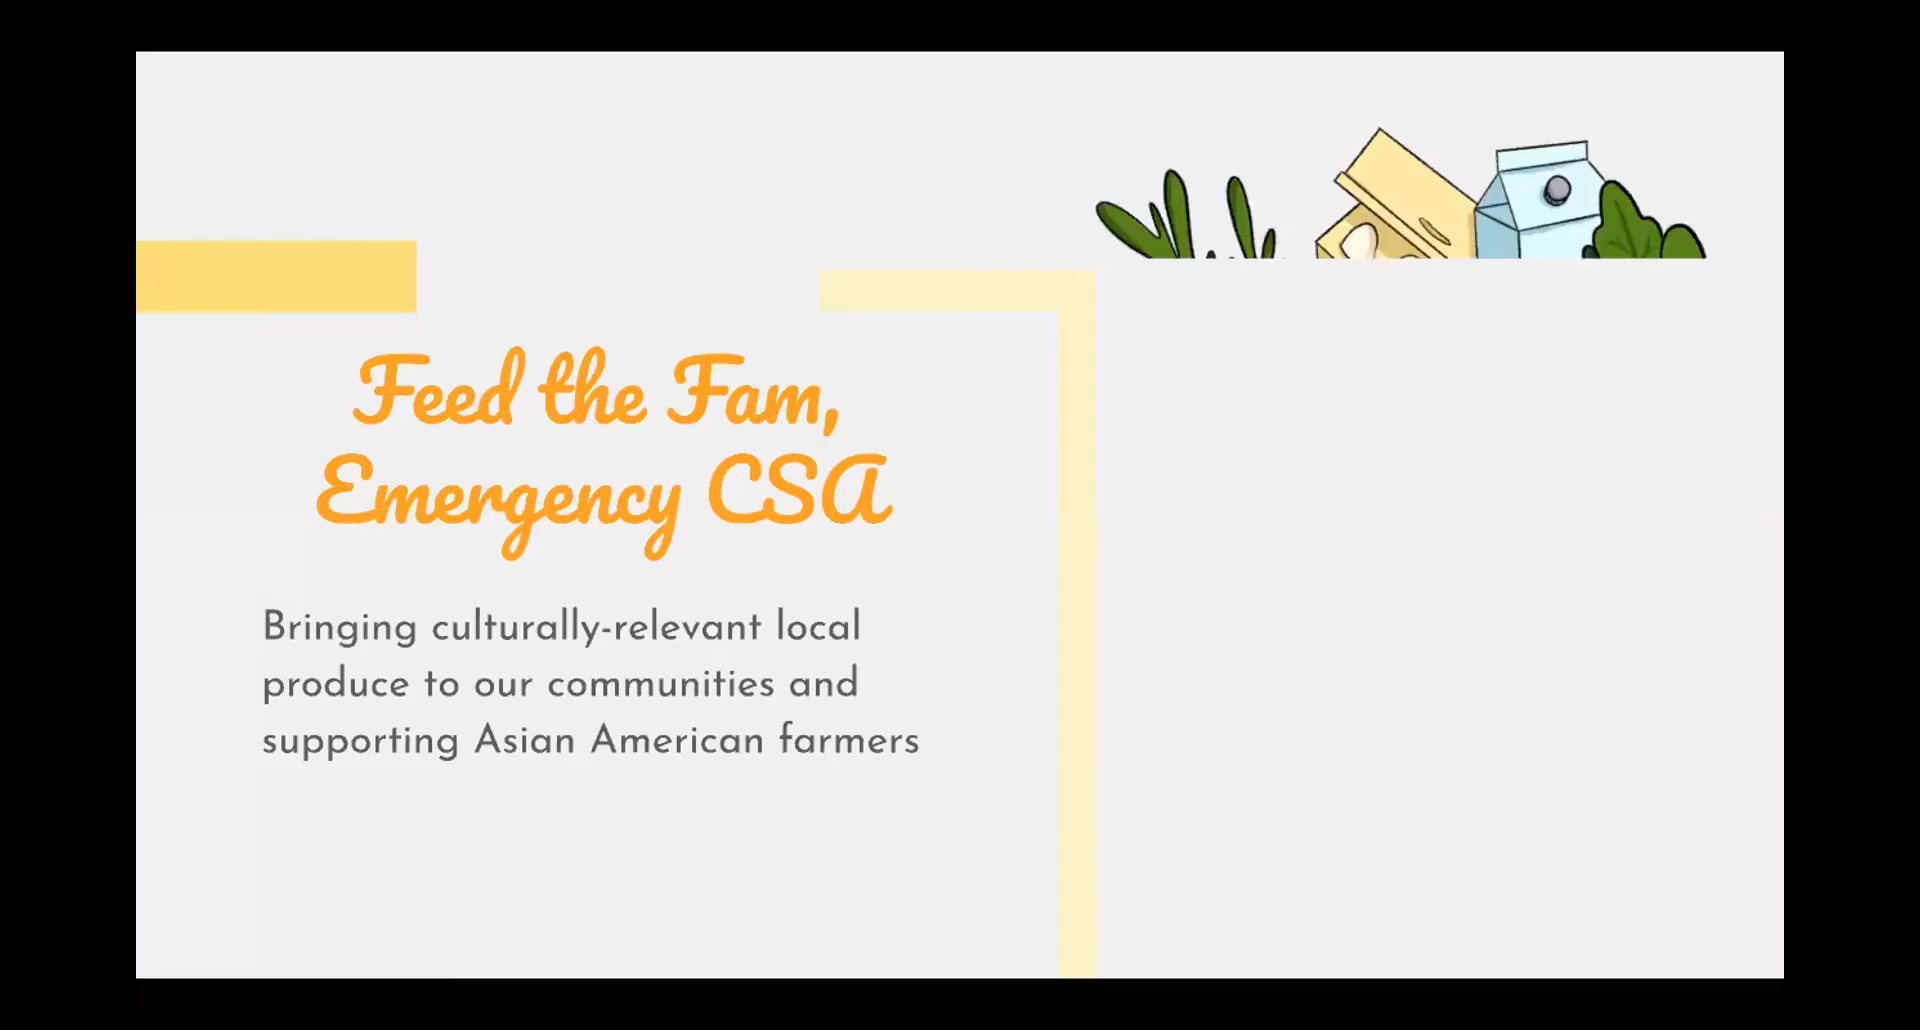 Feed the Fam,
Emergency CSA
Bringing culturally-relevant local
produce to our communities and
supporting Asian American farmers